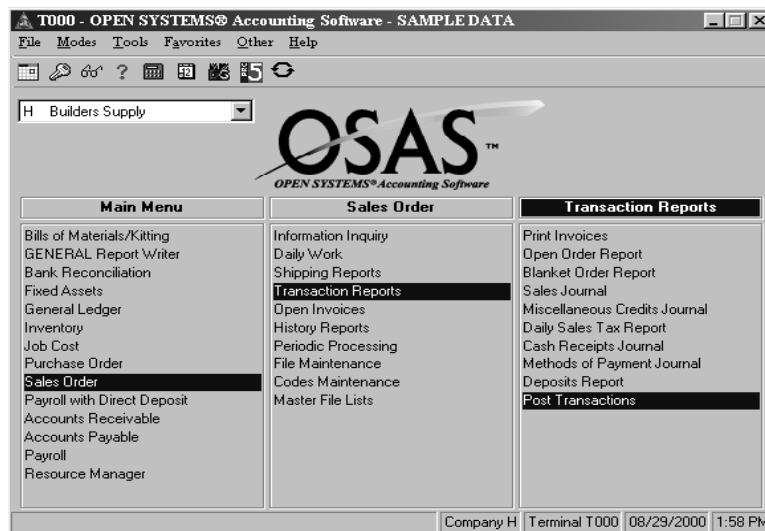 T000 - OPEN SYSTEMS® Accounting Software - SAMPLE DATA
File Modes Tools Favorites Other Help
H Builders Supply
OSAS™
OPEN SYSTEMS® Accounting Software
Main Menu
Bills of Materials/Kitting
GENERAL Report Writer
Bank Reconciliation
Fixed Assets
General Ledger
Inventory
Job Cost
Purchase Order
Sales Order
Payroll with Direct Deposit
Accounts Receivable
Accounts Payable
Payroll
Resource Manager
Sales Order
Information Inquiry
Daily Work
Shipping Reports
Transaction Reports
Open Invoices
History Reports
Periodic Processing
File Maintenance
Codes Maintenance
Master File Lists
Transaction Reports
Print Invoices
Open Order Report
Blanket Order Report
Sales Journal
Miscellaneous Credits Journal
Daily Sales Tax Report
Cash Receipts Journal
Methods of Payment Journal
Deposits Report
Post Transactions
Company H Terminal T000 08/29/2000 1:58 PM